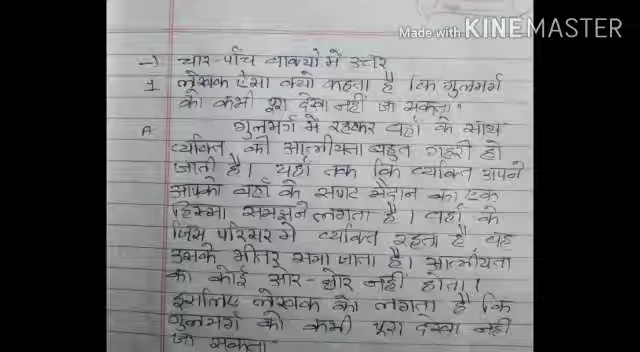 Made with KINEMASTER
→ चार-पाँच वाक्यों में उत्तर
1 लेखक ऐसा क्यों कहता है कि गुलमर्ग
को कभी पूरा देखा नहीं जा सकता?
A गुलमर्ग में रहकर वहाँ के साथ
व्यक्ति की आत्मीयता बहुत गहरी हो
जाती है। यहाँ तक कि व्यक्ति अपने
आपको वहाँ के सपाट मैदान का एक
हिस्सा समझने लगता है। वहाँ के
जिस परिसर में व्यक्ति रहता है, वह
उसके भीतर समा जाता है। आत्मीयता
का कोई ओर-छोर नहीं होता।
इसलिए लेखक को लगता है कि
गुलमर्ग को कभी पूरा देखा नहीं
जा सकता